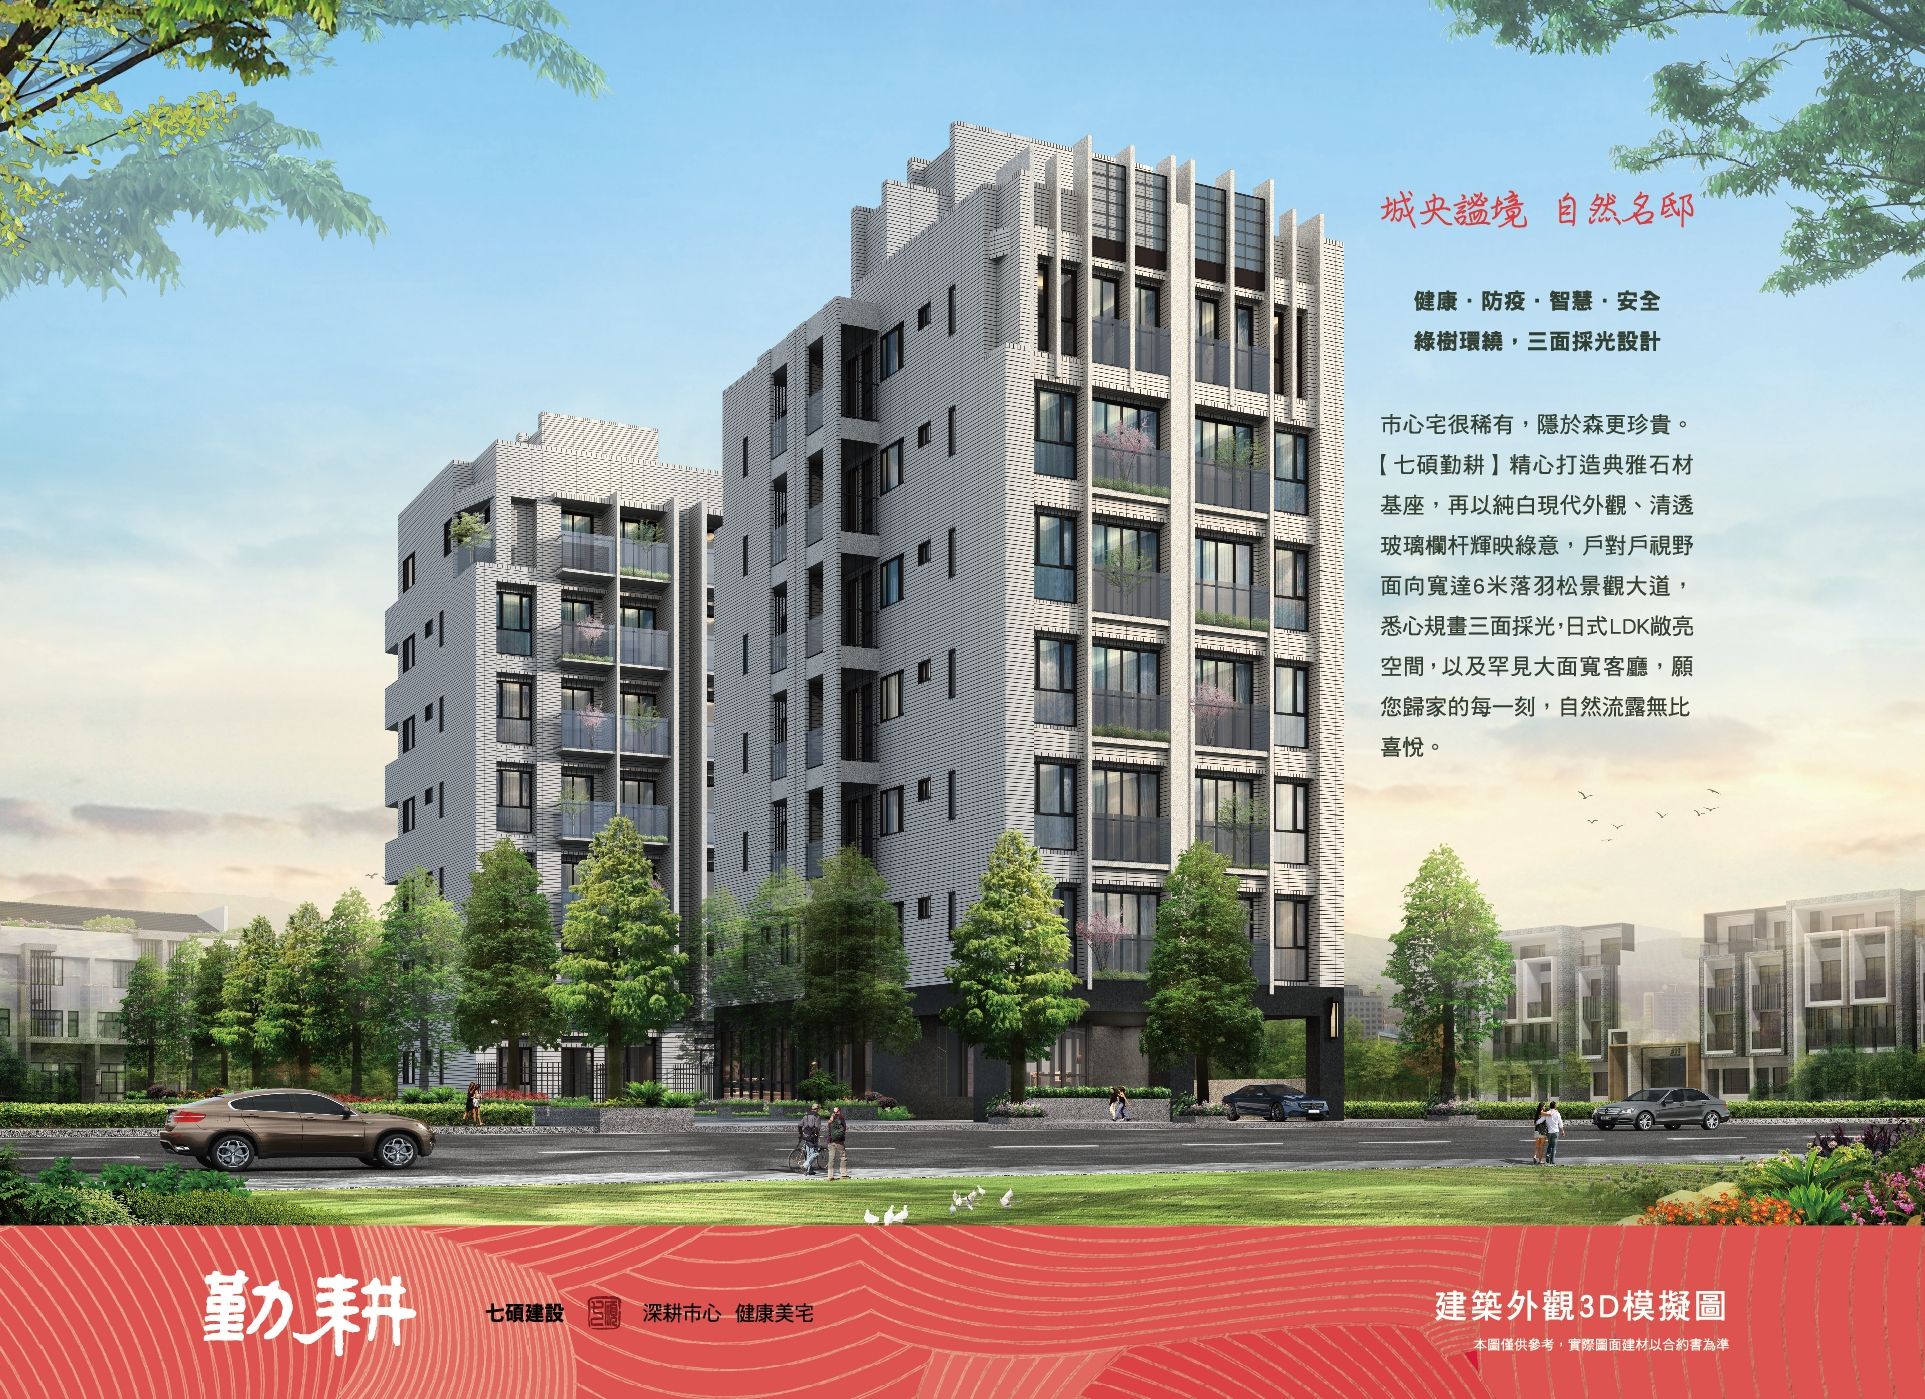 城央謐境 自然名邸
健康・防疫・智慧・安全
綠樹環繞，三面採光設計
市心宅很稀有，隱於森更珍貴。
【七碩勤耕】精心打造典雅石材
基座，再以純白現代外觀、清透
玻璃欄杆輝映綠意，戶對戶視野
面向寬達6米落羽松景觀大道，
悉心規畫三面採光，日式LDK敞亮
空間，以及罕見大面寬客廳，願
您歸家的每一刻，自然流露無比
喜悅。
勤耕
七碩建設
七碩
深耕市心 健康美宅
建築外觀3D模擬圖
本圖僅供參考，實際圖面建材以合約書為準